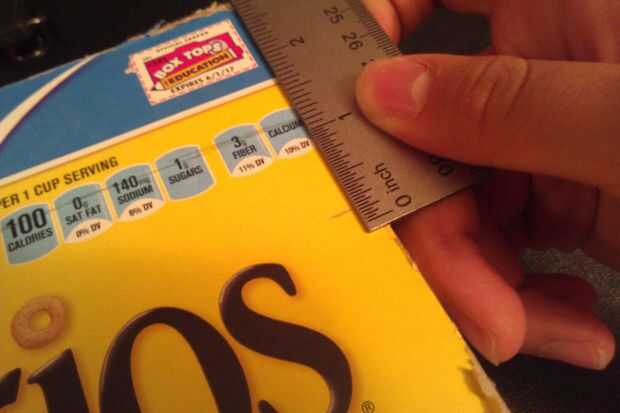 BOX TOPS
EDUCATION
EXPIRES 6/1/17
25
26
2
1
0 inch
PER 1 CUP SERVING
100
CALORIES
0g
SAT FAT
0% DV
140mg
SODIUM
6% DV
1g
SUGARS
3g
FIBER
11% DV
CALCIUM
10% DV
ios
®